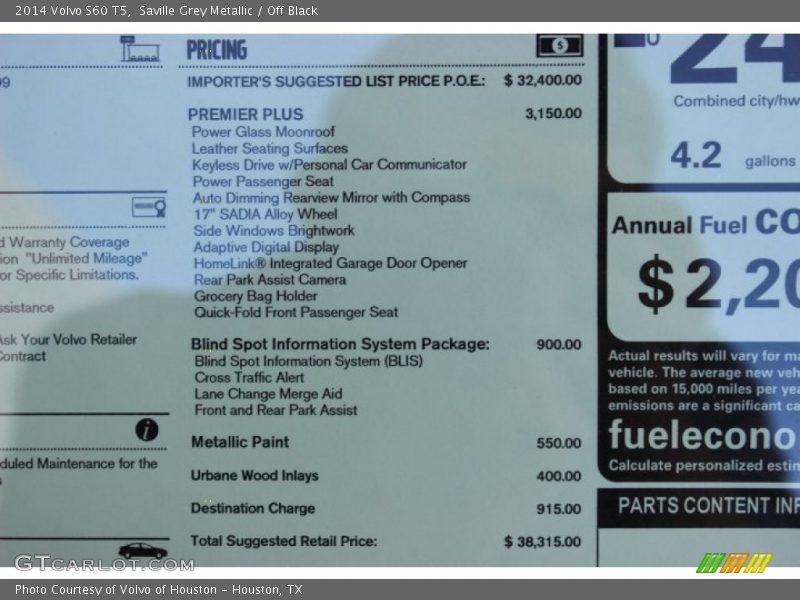 2014 Volvo S60 T5, Saville Grey Metallic / Off Black
PRICING
IMPORTER'S SUGGESTED LIST PRICE P.O.E.: $ 32,400.00
PREMIER PLUS 3,150.00
Power Glass Moonroof
Leather Seating Surfaces
Keyless Drive w/Personal Car Communicator
Power Passenger Seat
Auto Dimming Rearview Mirror with Compass
17" SADIA Alloy Wheel
Side Windows Brightwork
Adaptive Digital Display
HomeLink® Integrated Garage Door Opener
Rear Park Assist Camera
Grocery Bag Holder
Quick-Fold Front Passenger Seat
Blind Spot Information System Package: 900.00
Blind Spot Information System (BLIS)
Cross Traffic Alert
Lane Change Merge Aid
Front and Rear Park Assist
Metallic Paint 550.00
Urbane Wood Inlays 400.00
Destination Charge 915.00
Total Suggested Retail Price: $ 38,315.00
d Warranty Coverage
ion "Unlimited Mileage"
or Specific Limitations.
ssistance
Ask Your Volvo Retailer
Contract
i
duled Maintenance for the
24
Combined city/hw
4.2 gallons
Annual Fuel CO
$2,20
Actual results will vary for ma
vehicle. The average new veh
based on 15,000 miles per yea
emissions are a significant ca
fuelecono
Calculate personalized estin
PARTS CONTENT INF
GTCARLOT.COM
Photo Courtesy of Volvo of Houston - Houston, TX